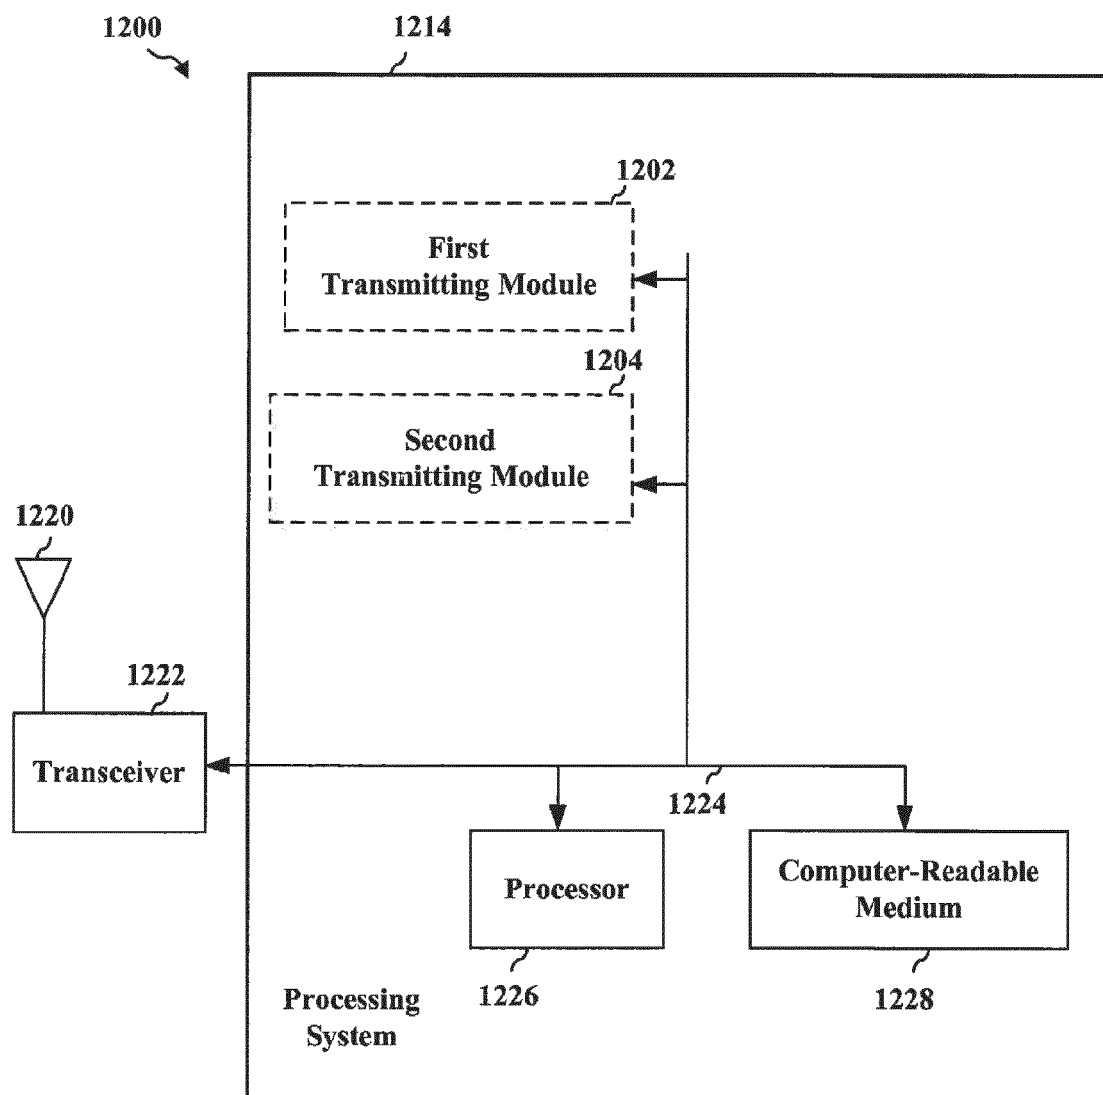 1200
1214
1202
First
Transmitting Module
1204
Second
Transmitting Module
1220
1222
Transceiver
1224
Processor
Computer-Readable
Medium
1226
1228
Processing
System